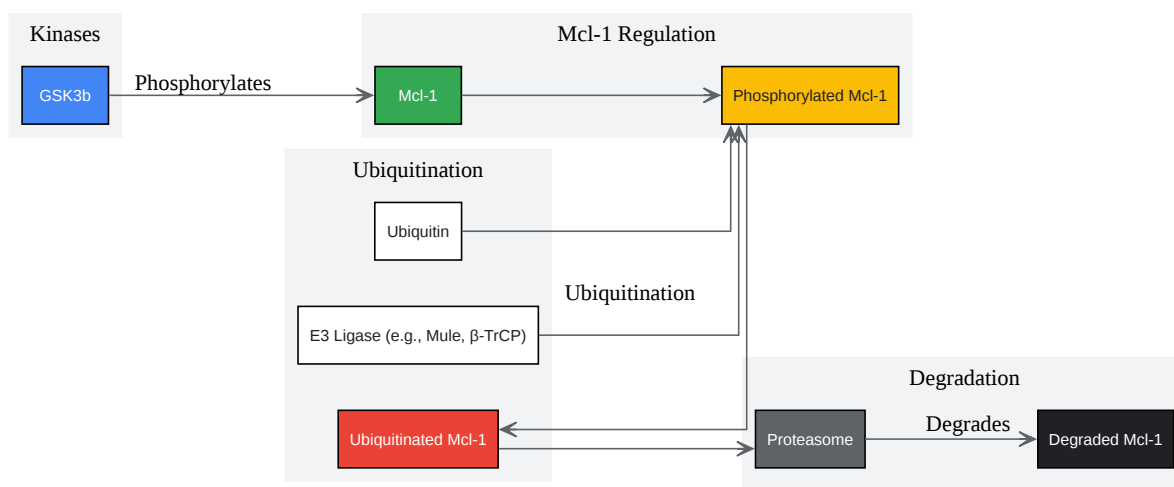 Kinases
Mcl-1 Regulation
GSK3b
Phosphorylates
Mcl-1
Phosphorylated Mcl-1
Ubiquitination
Ubiquitin
Ubiquitination
E3 Ligase (e.g., Mule, β-TrCP)
Degradation
Ubiquitinated Mcl-1
Proteasome
Degrades
Degraded Mcl-1